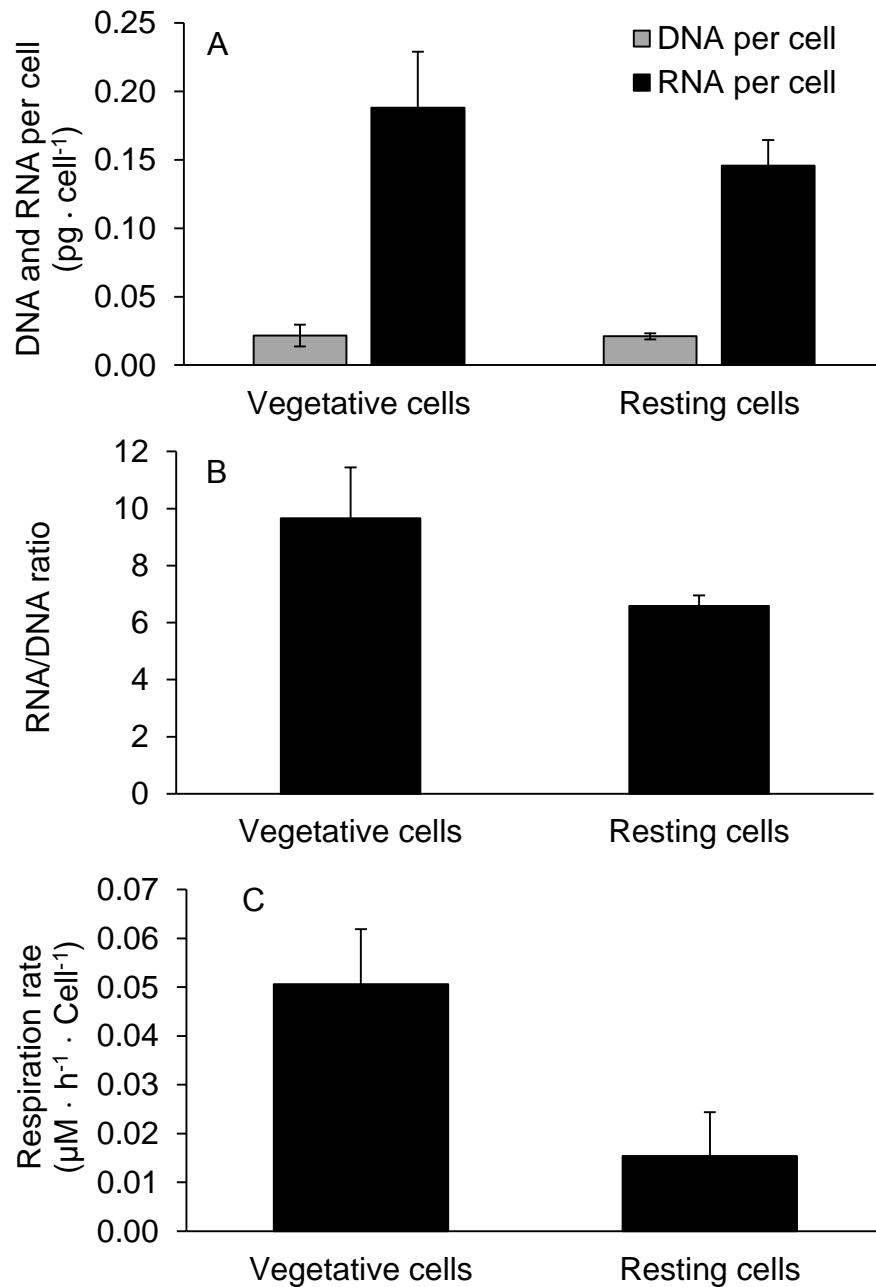 A
DNA per cell
RNA per cell
DNA and RNA per cell
(pg · cell⁻¹)
0.25
0.20
0.15
0.10
0.05
0.00
Vegetative cells
Resting cells
B
RNA/DNA ratio
12
10
8
6
4
2
0
Vegetative cells
Resting cells
C
Respiration rate
(µM · h⁻¹ · Cell⁻¹)
0.07
0.06
0.05
0.04
0.03
0.02
0.01
0.00
Vegetative cells
Resting cells